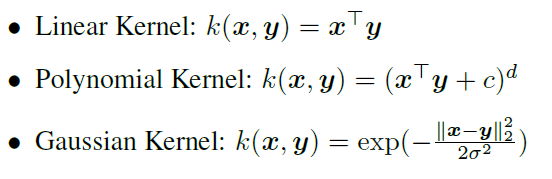 • Linear Kernel: k(x, y) = x⊤y
• Polynomial Kernel: k(x, y) = (x⊤y + c)^d
• Gaussian Kernel: k(x, y) = exp(−‖x−y‖₂²/2σ²)